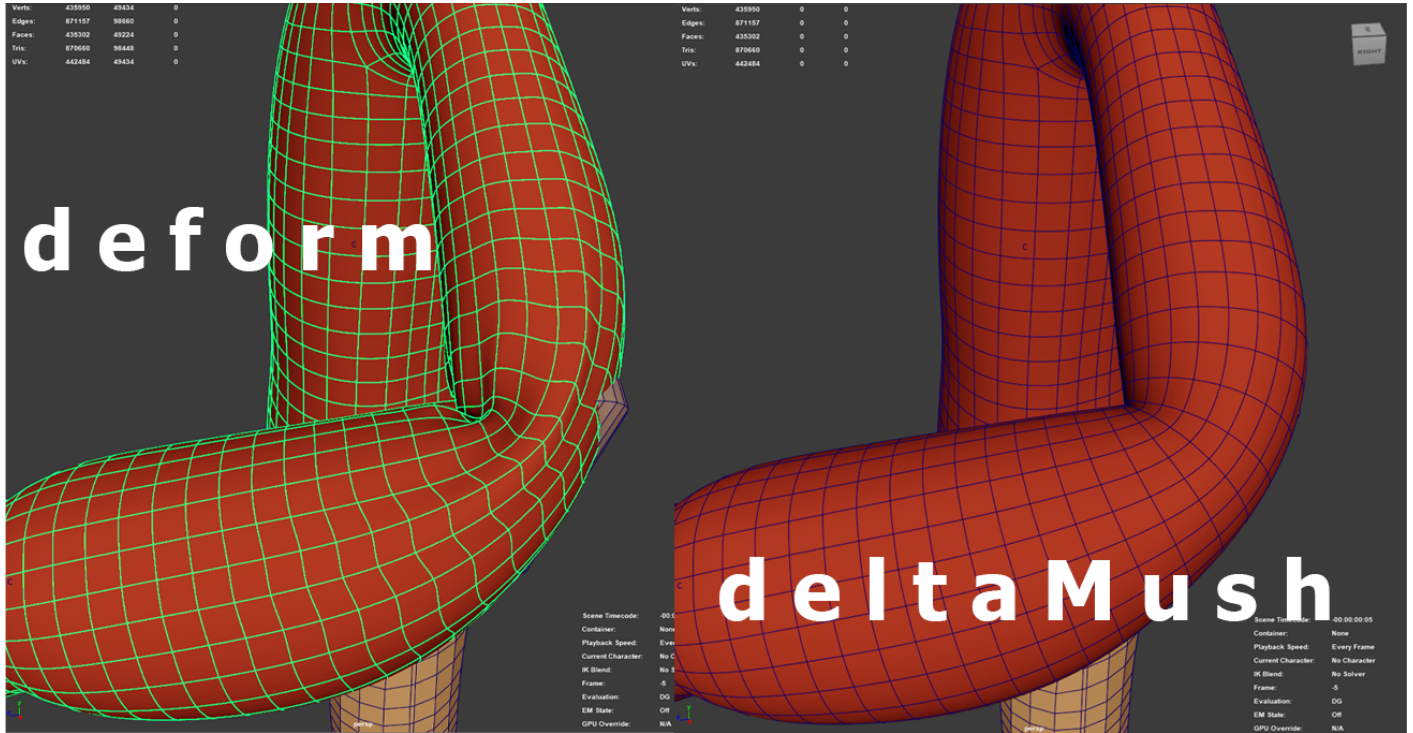 Verts: 435950 49434 0
Edges: 871157 98660 0
Faces: 435302 49224 0
Tris: 870660 98448 0
UVs: 442484 49434 0
deform
C
C
Scene Timecode: -00:0
Container: None
Playback Speed: Eve
Current Character: No C
IK Blend: No S
Frame: -5
Evaluation: DG
EM State: Off
GPU Override: N/A
persp
Verts: 435950 0 0
Edges: 871157 0 0
Faces: 435302 0 0
Tris: 870660 0 0
UVs: 442484 0 0
RIGHT
C
C
deltaMush
Scene Timecode: -00:00:00:05
Container: None
Playback Speed: Every Frame
Current Character: No Character
IK Blend: No Solver
Frame: -5
Evaluation: DG
EM State: Off
GPU Override: N/A
persp